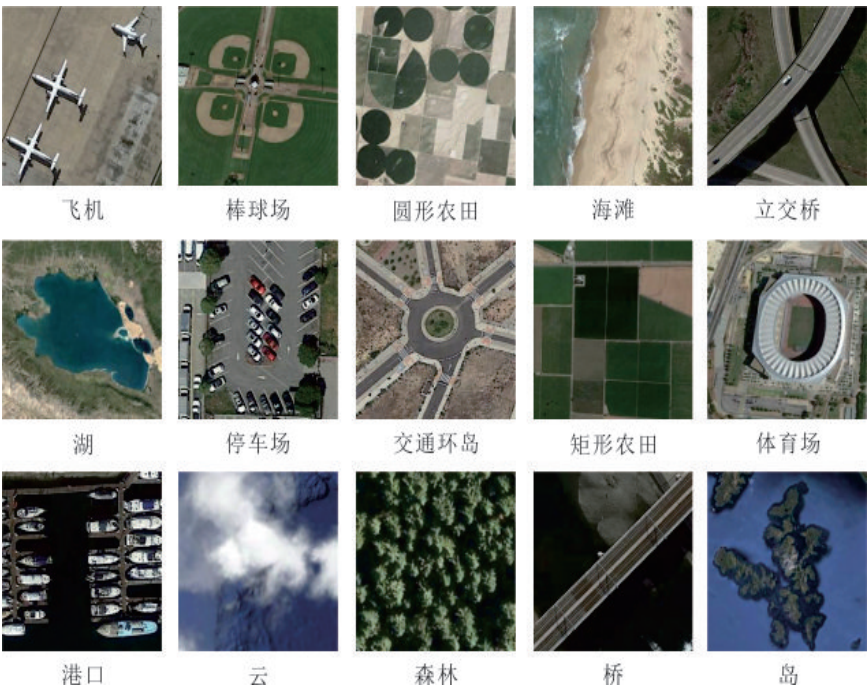 飞机 棒球场 圆形农田 海滩 立交桥
湖 停车场 交通环岛 矩形农田 体育场
港口 云 森林 桥 岛